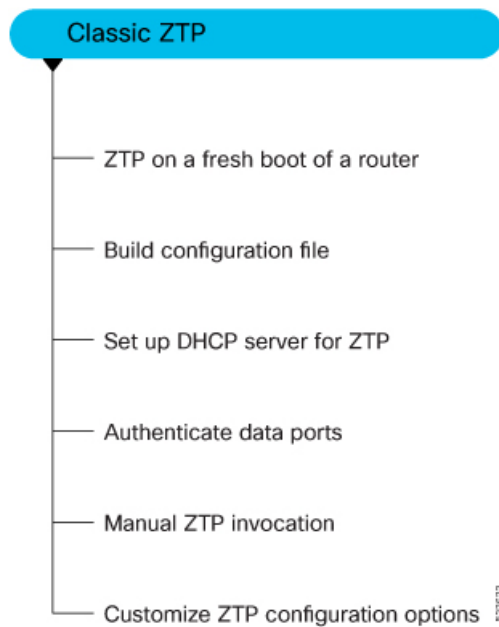 Classic ZTP
ZTP on a fresh boot of a router
Build configuration file
Set up DHCP server for ZTP
Authenticate data ports
Manual ZTP invocation
Customize ZTP configuration options